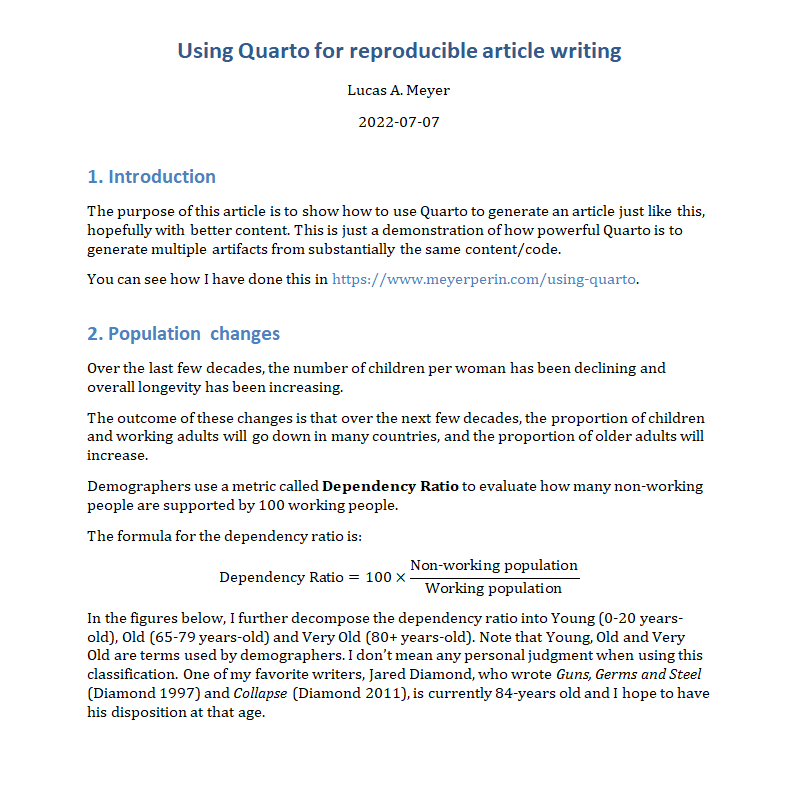 Using Quarto for reproducible article writing
Lucas A. Meyer
2022-07-07
1. Introduction
The purpose of this article is to show how to use Quarto to generate an article just like this,
hopefully with better content. This is just a demonstration of how powerful Quarto is to
generate multiple artifacts from substantially the same content/code.
You can see how I have done this in https://www.meyerperin.com/using-quarto.
2. Population changes
Over the last few decades, the number of children per woman has been declining and
overall longevity has been increasing.
The outcome of these changes is that over the next few decades, the proportion of children
and working adults will go down in many countries, and the proportion of older adults will
increase.
Demographers use a metric called Dependency Ratio to evaluate how many non-working
people are supported by 100 working people.
The formula for the dependency ratio is:
Non-working population
Dependency Ratio = 100 ×
Working population
In the figures below, I further decompose the dependency ratio into Young (0-20 years-
old), Old (65-79 years-old) and Very Old (80+ years-old). Note that Young, Old and Very
Old are terms used by demographers. I don't mean any personal judgment when using this
classification. One of my favorite writers, Jared Diamond, who wrote Guns, Germs and Steel
(Diamond 1997) and Collapse (Diamond 2011), is currently 84-years old and I hope to have
his disposition at that age.